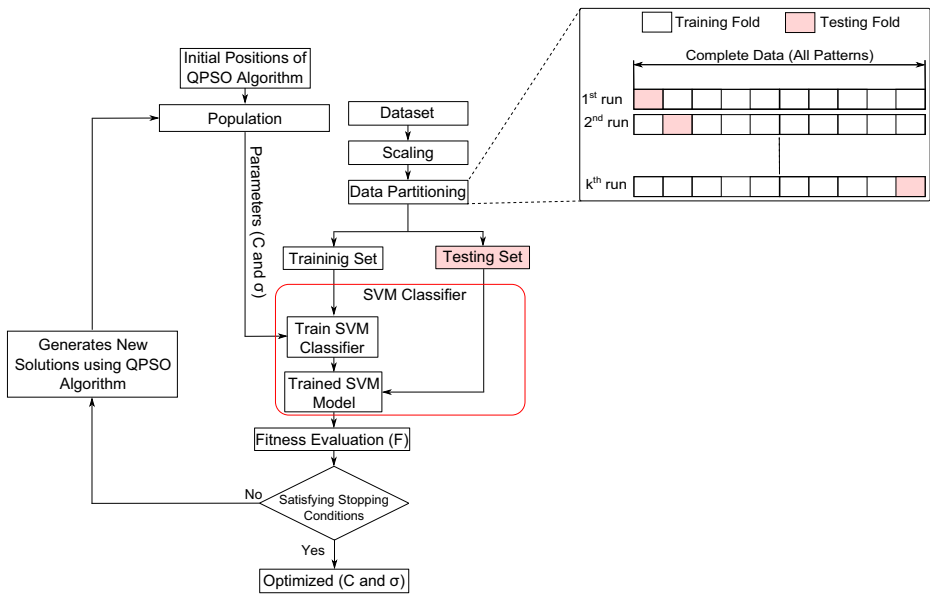 Training Fold
Testing Fold
Complete Data (All Patterns)
1st run
2nd run
kth run
Initial Positions of
QPSO Algorithm
Population
Dataset
Scaling
Data Partitioning
Parameters (C and σ)
Traininig Set
Testing Set
SVM Classifier
Train SVM
Classifier
Trained SVM
Model
Generates New
Solutions using QPSO
Algorithm
Fitness Evaluation (F)
No
Satisfying Stopping
Conditions
Yes
Optimized (C and σ)